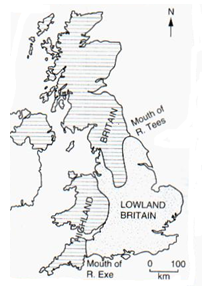 N
Mouth of
R. Tees
BRITAIN
HIGHLAND
LOWLAND
BRITAIN
Mouth of
R. Exe
0 100
km